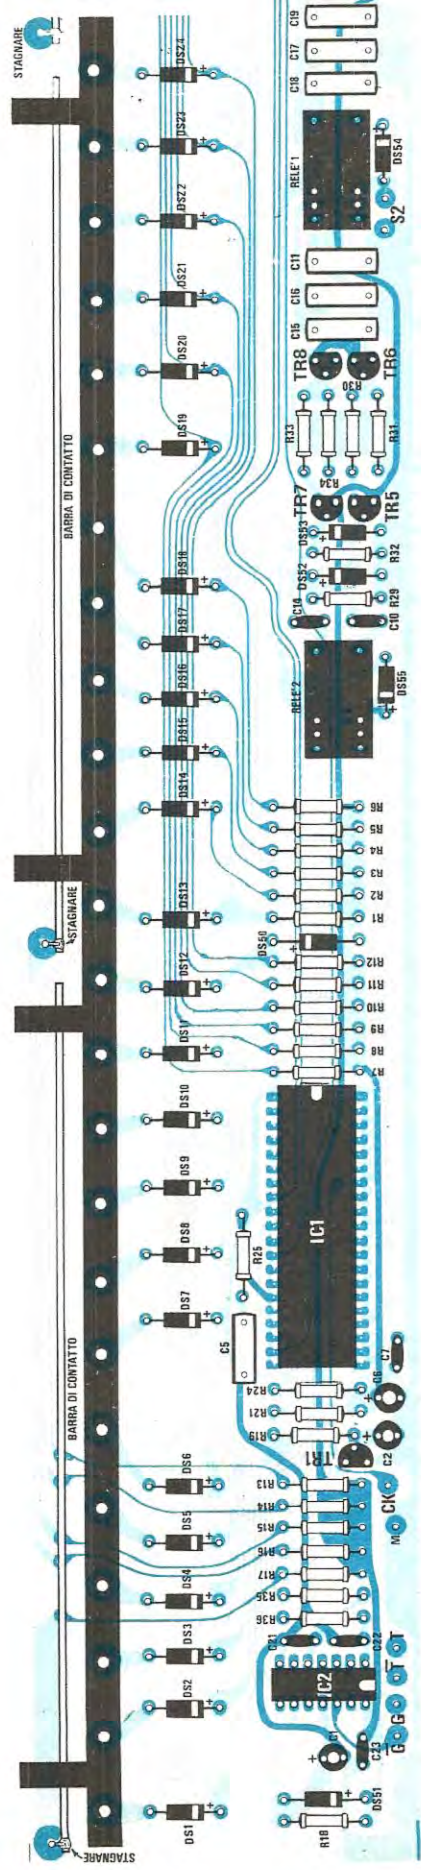 STAGNARE
C19
C17
C18
DS24
RELE'1
DS54
S2
DS23
DS22
DS21
C11
C16
C15
DS20
TR8
TR6
R30
DS19
R33
R31
BARRA DI CONTATTO
R34
TR7
TR5
DS53
R32
DS52
R29
C14
C10
DS18
DS17
DS16
DS15
DS14
RELE'2
DS55
R6
R5
R4
R3
R2
R1
DS13
STAGNARE
DS50
DS12
R12
R11
R10
R9
R8
R7
DS11
DS10
DS9
DS8
DS7
IC1
R25
C5
C7
C6
BARRA DI CONTATTO
R24
R21
R19
TR1
C2
DS6
R13
R14
CK
DS5
R15
M
R16
R17
DS4
R35
R36
DS3
C21
C22
T
T
IC2
DS2
G
G
C1
C23
DS1
DS51
R18
STAGNARE